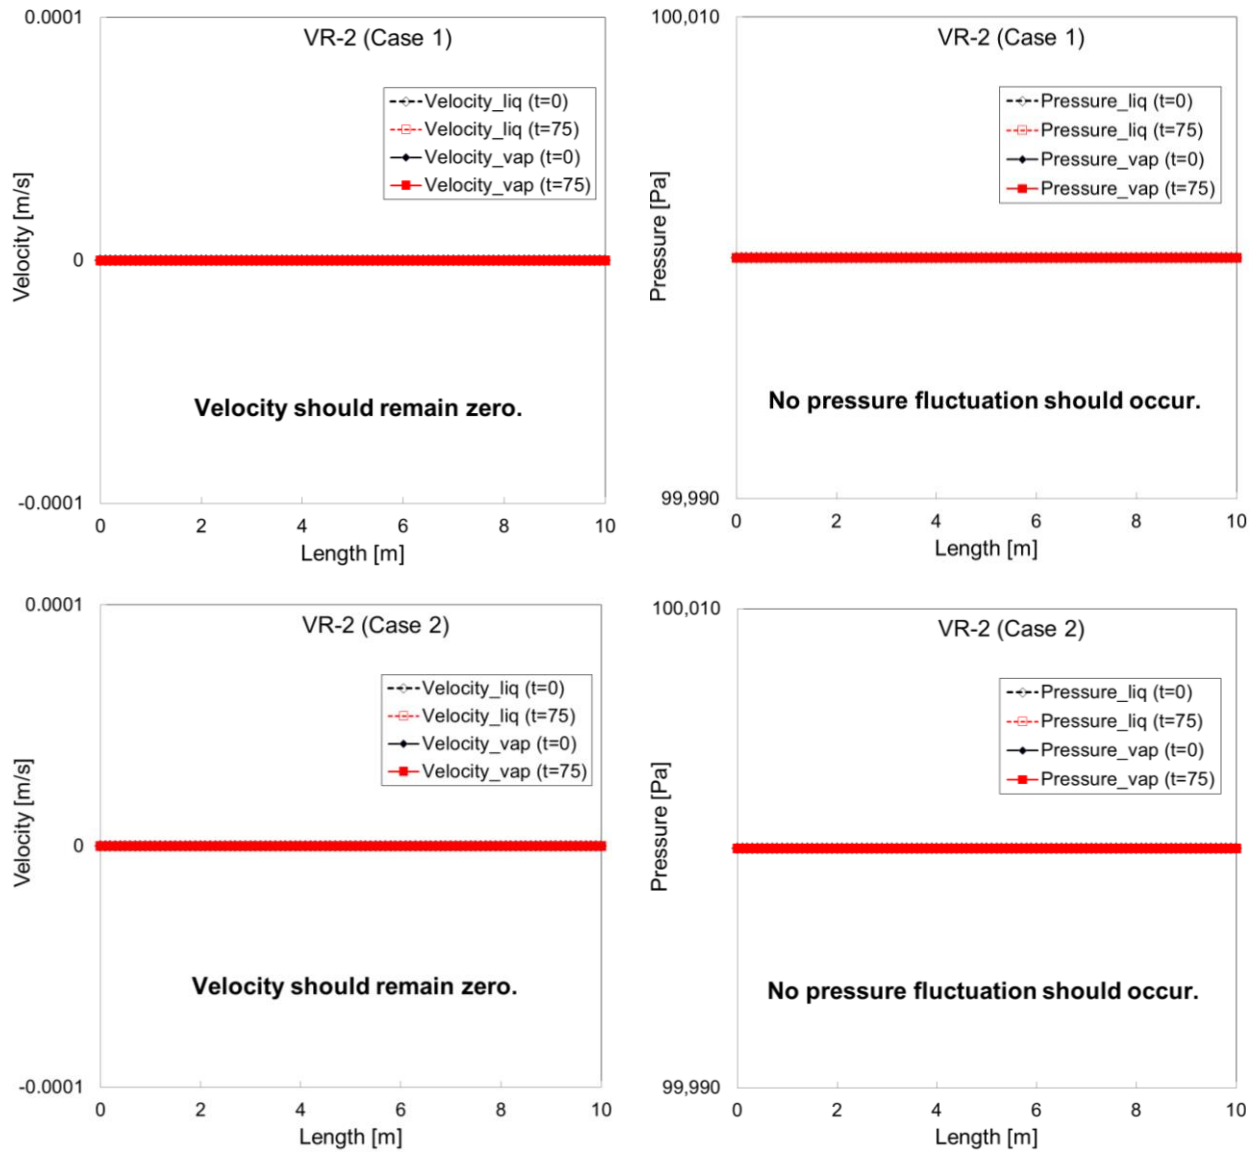 VR-2 (Case 1)
0.0001
0
-0.0001
Velocity [m/s]
Velocity_liq (t=0)
Velocity_liq (t=75)
Velocity_vap (t=0)
Velocity_vap (t=75)
Velocity should remain zero.
0 2 4 6 8 10
Length [m]
VR-2 (Case 1)
100,010
99,990
Pressure [Pa]
Pressure_liq (t=0)
Pressure_liq (t=75)
Pressure_vap (t=0)
Pressure_vap (t=75)
No pressure fluctuation should occur.
0 2 4 6 8 10
Length [m]
VR-2 (Case 2)
0.0001
0
-0.0001
Velocity [m/s]
Velocity_liq (t=0)
Velocity_liq (t=75)
Velocity_vap (t=0)
Velocity_vap (t=75)
Velocity should remain zero.
0 2 4 6 8 10
Length [m]
VR-2 (Case 2)
100,010
99,990
Pressure [Pa]
Pressure_liq (t=0)
Pressure_liq (t=75)
Pressure_vap (t=0)
Pressure_vap (t=75)
No pressure fluctuation should occur.
0 2 4 6 8 10
Length [m]